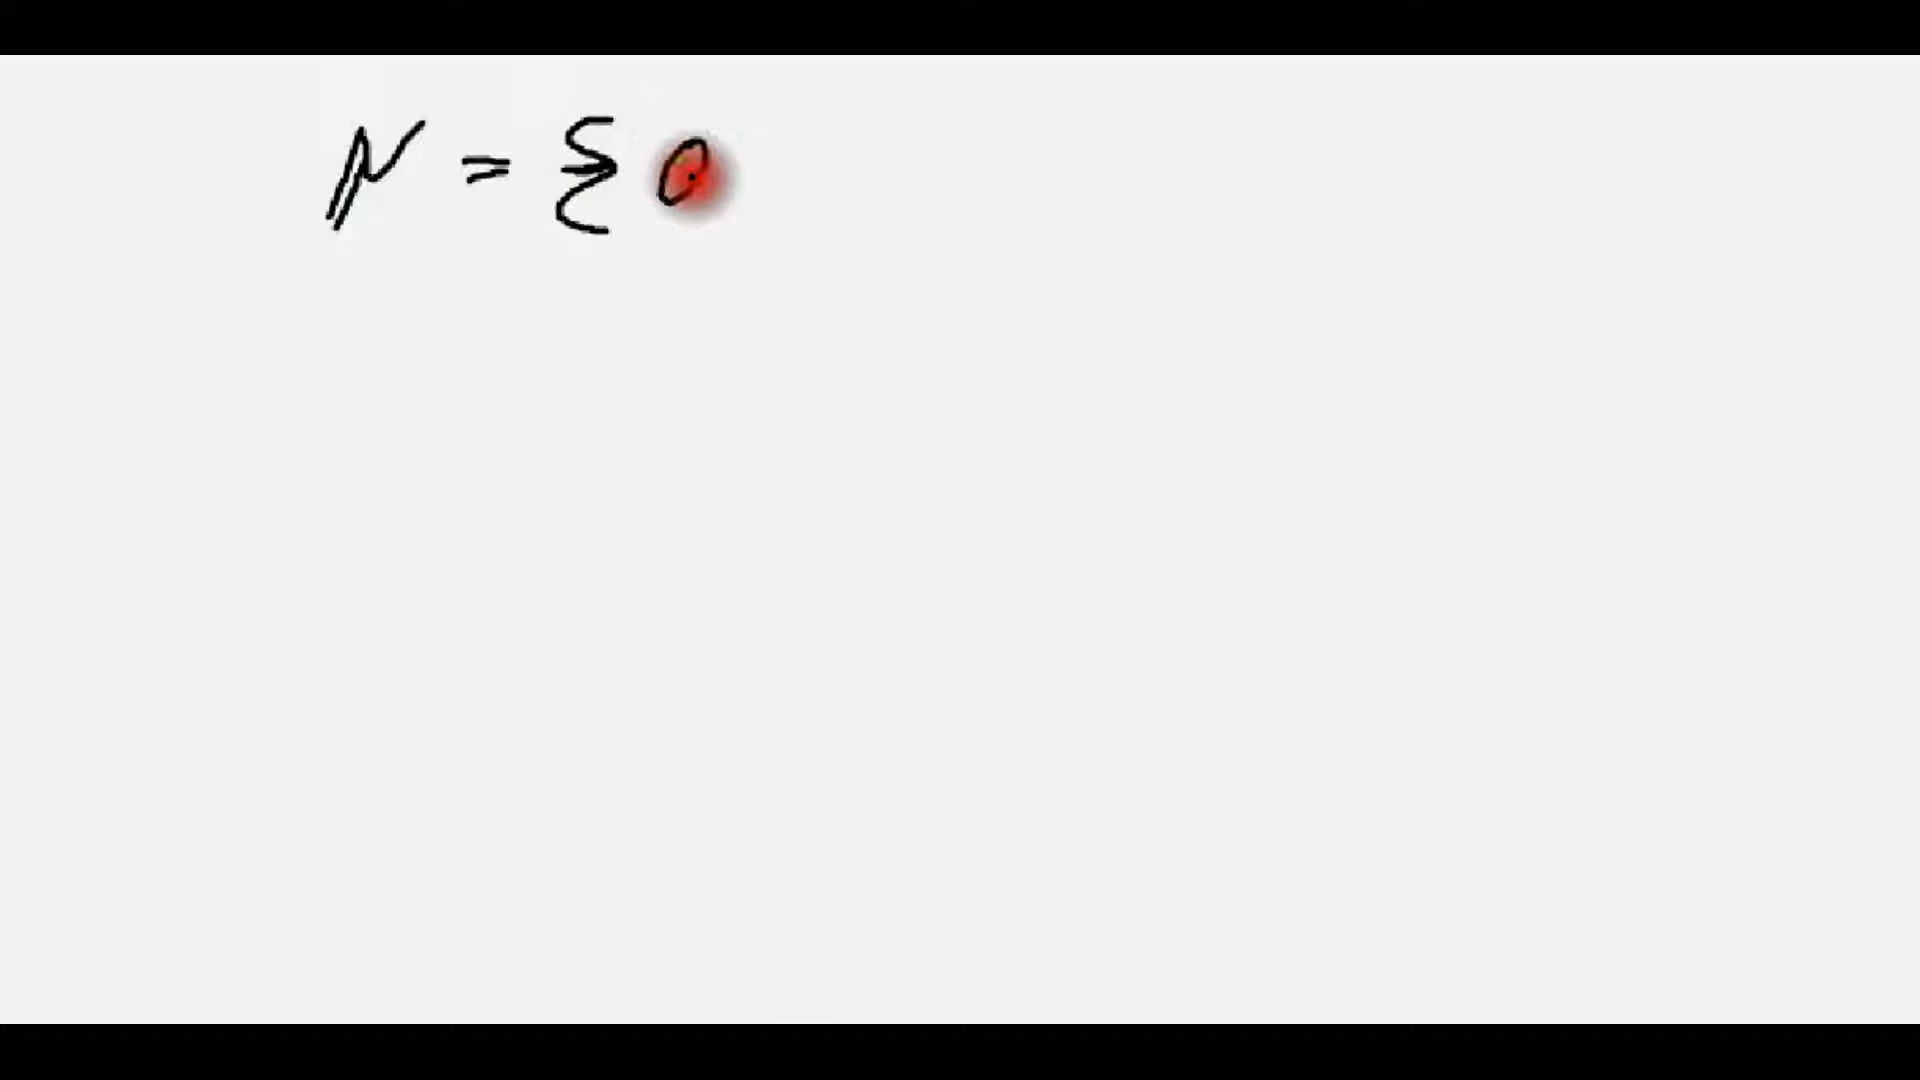 ℕ = { 0